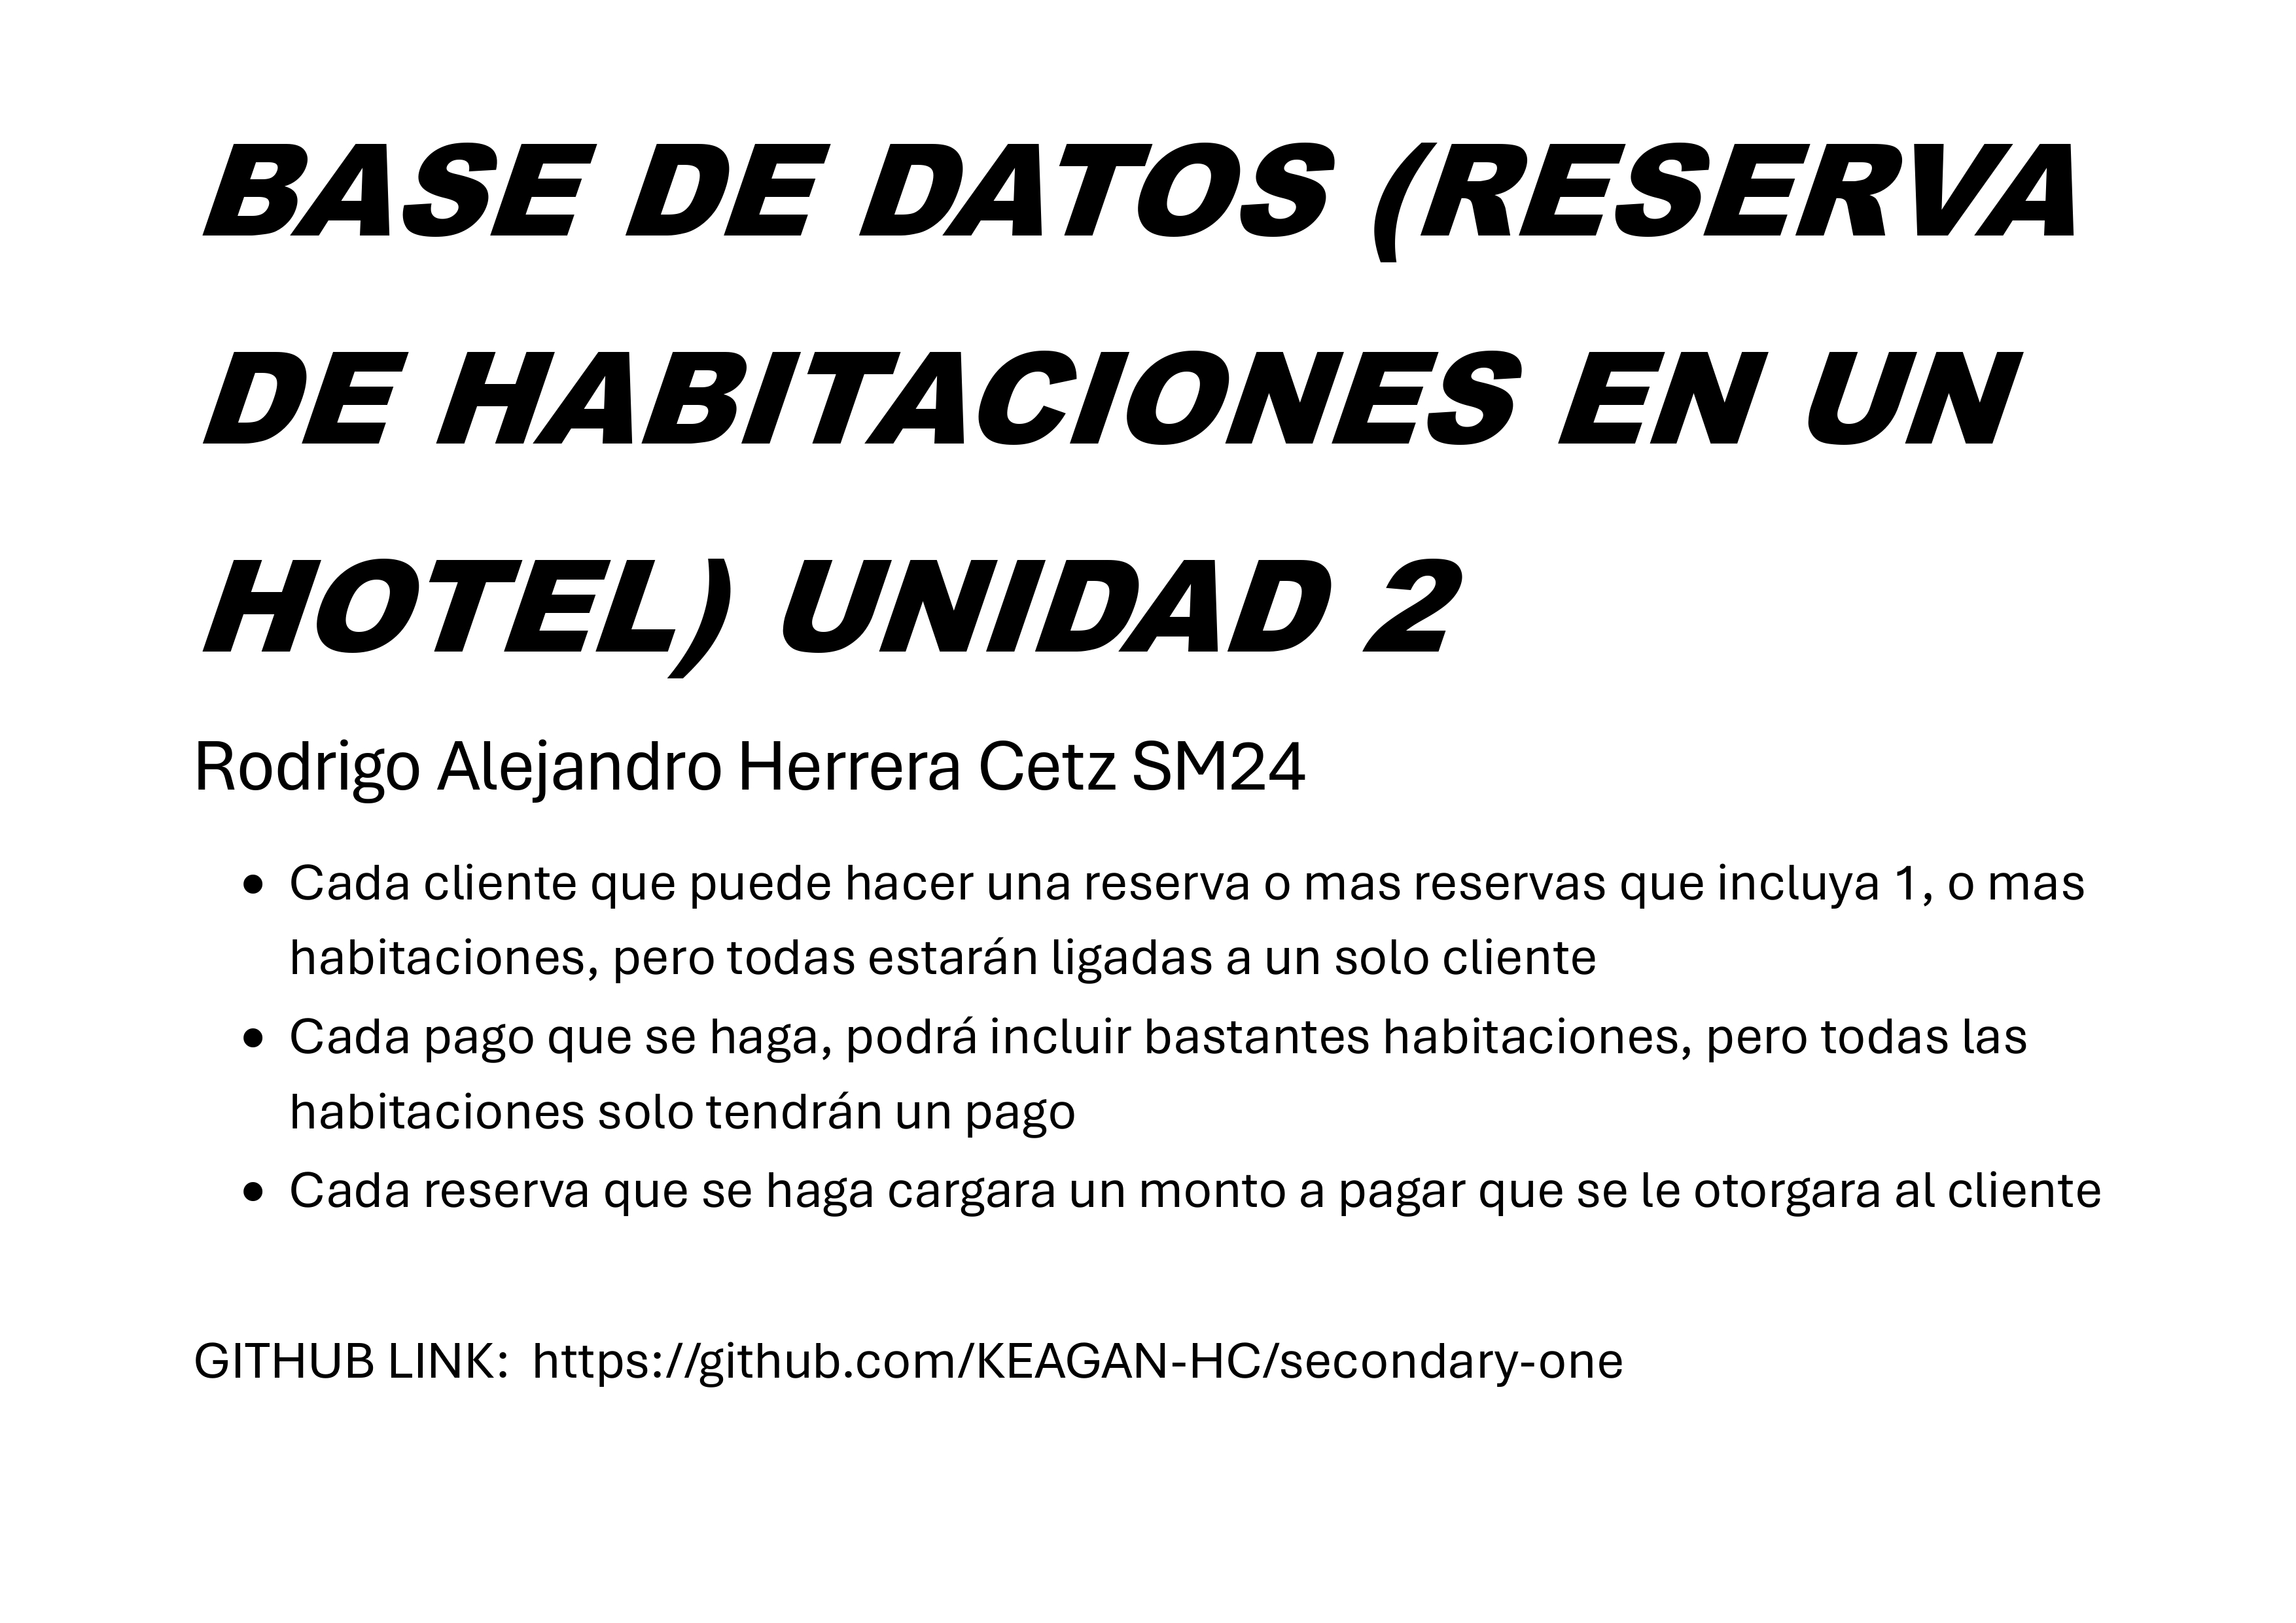 BASE DE DATOS (RESERVA
DE HABITACIONES EN UN
HOTEL) UNIDAD 2
Rodrigo Alejandro Herrera Cetz SM24
• Cada cliente que puede hacer una reserva o mas reservas que incluya 1, o mas
habitaciones, pero todas estarán ligadas a un solo cliente
• Cada pago que se haga, podrá incluir bastantes habitaciones, pero todas las
habitaciones solo tendrán un pago
• Cada reserva que se haga cargara un monto a pagar que se le otorgara al cliente
GITHUB LINK:  https://github.com/KEAGAN-HC/secondary-one